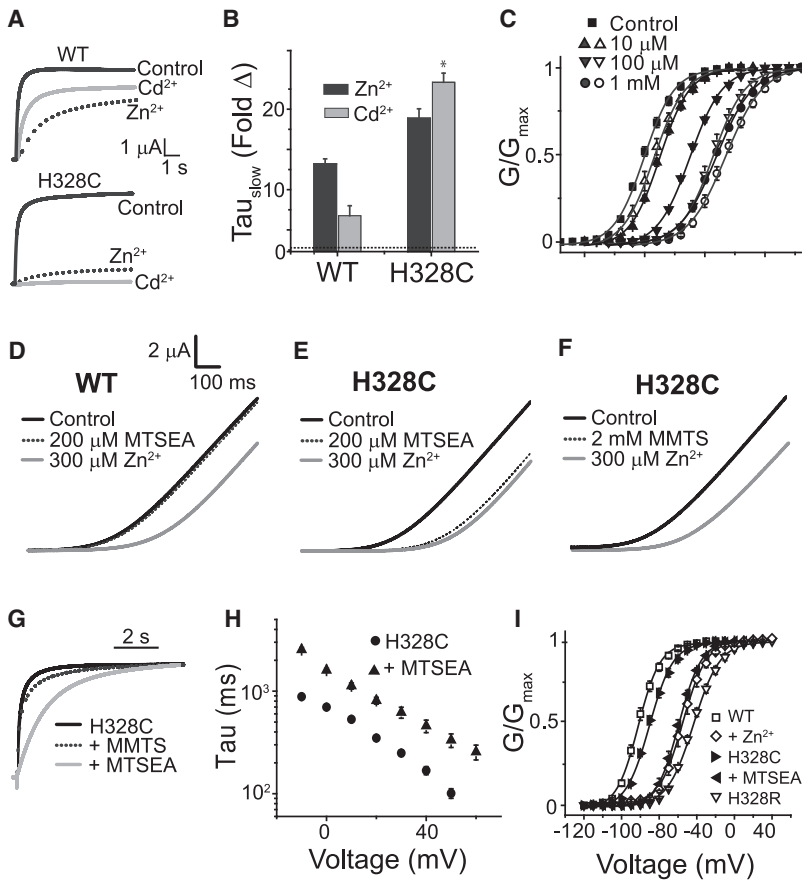 A
WT
Control
Cd²⁺
Zn²⁺
1 μA
1 s
H328C
Control
Zn²⁺
Cd²⁺
B
Tau slow (Fold Δ)
20
10
0
Zn²⁺
Cd²⁺
*
WT
H328C
C
G/Gmax
1
0.5
0
Control
10 μM
100 μM
1 mM
D
2 μA
100 ms
WT
Control
200 μM MTSEA
300 μM Zn²⁺
E
H328C
Control
200 μM MTSEA
300 μM Zn²⁺
F
H328C
Control
2 mM MMTS
300 μM Zn²⁺
G
2 s
H328C
+ MMTS
+ MTSEA
H
Tau (ms)
10³
10²
H328C
+ MTSEA
0
40
Voltage (mV)
I
G/Gmax
1
0.5
0
WT
+ Zn²⁺
H328C
+ MTSEA
H328R
-120 -80 -40 0 40
Voltage (mV)